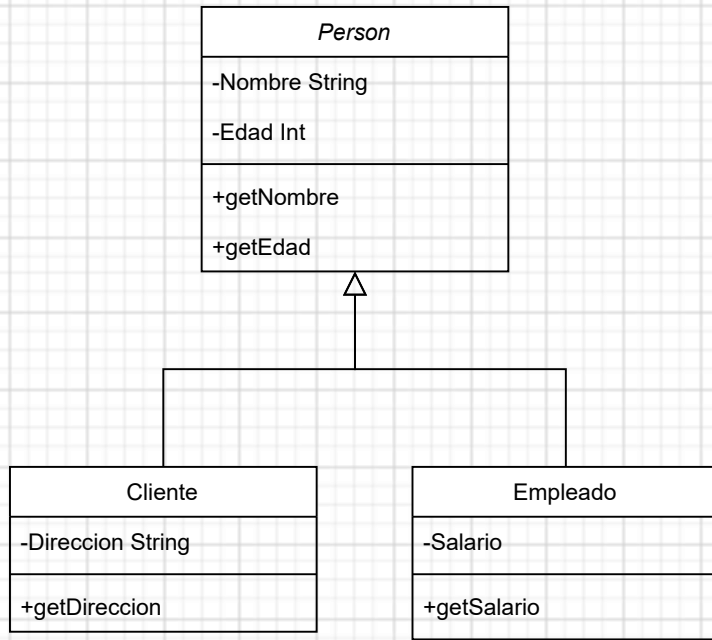 Person
-Nombre String
-Edad Int
+getNombre
+getEdad
Cliente
-Direccion String
+getDireccion
Empleado
-Salario
+getSalario